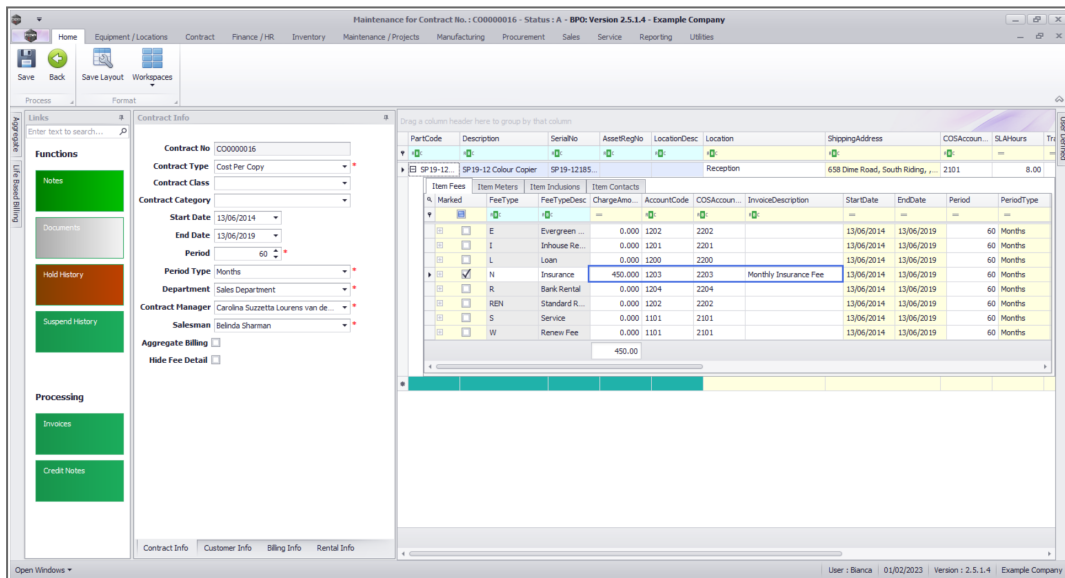 Maintenance for Contract No. : CO0000016 - Status : A - BPO: Version 2.5.1.4 - Example Company
Home Equipment / Locations Contract Finance / HR Inventory Maintenance / Projects Manufacturing Procurement Sales Service Reporting Utilities
Save Back Save Layout Workspaces
Process Format
Aggregate
Life Based Billing
Links
Enter text to search...
Functions
Notes
Documents
Hold History
Suspend History
Processing
Invoices
Credit Notes
Contract Info
Contract No CO0000016
Contract Type Cost Per Copy *
Contract Class
Contract Category
Start Date 13/06/2014
End Date 13/06/2019
Period 60 *
Period Type Months *
Department Sales Department *
Contract Manager Carolina Suzzetta Lourens van de... *
Salesman Belinda Sharman *
Aggregate Billing
Hide Fee Detail
Contract Info Customer Info Billing Info Rental Info
Drag a column header here to group by that column
PartCode Description SerialNo AssetRegNo LocationDesc Location ShippingAddress COSAccoun... SLAHours
SP19-12... SP19-12 Colour Copier SP19-12185... Reception 658 Dime Road, South Riding, ,... 2101 8.00
Item Fees Item Meters Item Inclusions Item Contacts
Marked FeeType FeeTypeDesc ChargeAmo... AccountCode COSAccoun... InvoiceDescription StartDate EndDate Period PeriodType
E Evergreen ... 0.000 1202 2202 13/06/2014 13/06/2019 60 Months
I Inhouse Re... 0.000 1201 2201 13/06/2014 13/06/2019 60 Months
L Loan 0.000 1200 2200 13/06/2014 13/06/2019 60 Months
N Insurance 450.000 1203 2203 Monthly Insurance Fee 13/06/2014 13/06/2019 60 Months
R Bank Rental 0.000 1204 2204 13/06/2014 13/06/2019 60 Months
REN Standard R... 0.000 1202 2202 13/06/2014 13/06/2019 60 Months
S Service 0.000 1101 2101 13/06/2014 13/06/2019 60 Months
W Renew Fee 0.000 1101 2101 13/06/2014 13/06/2019 60 Months
450.00
User Defined
Open Windows
User : Bianca 01/02/2023 Version : 2.5.1.4 Example Company